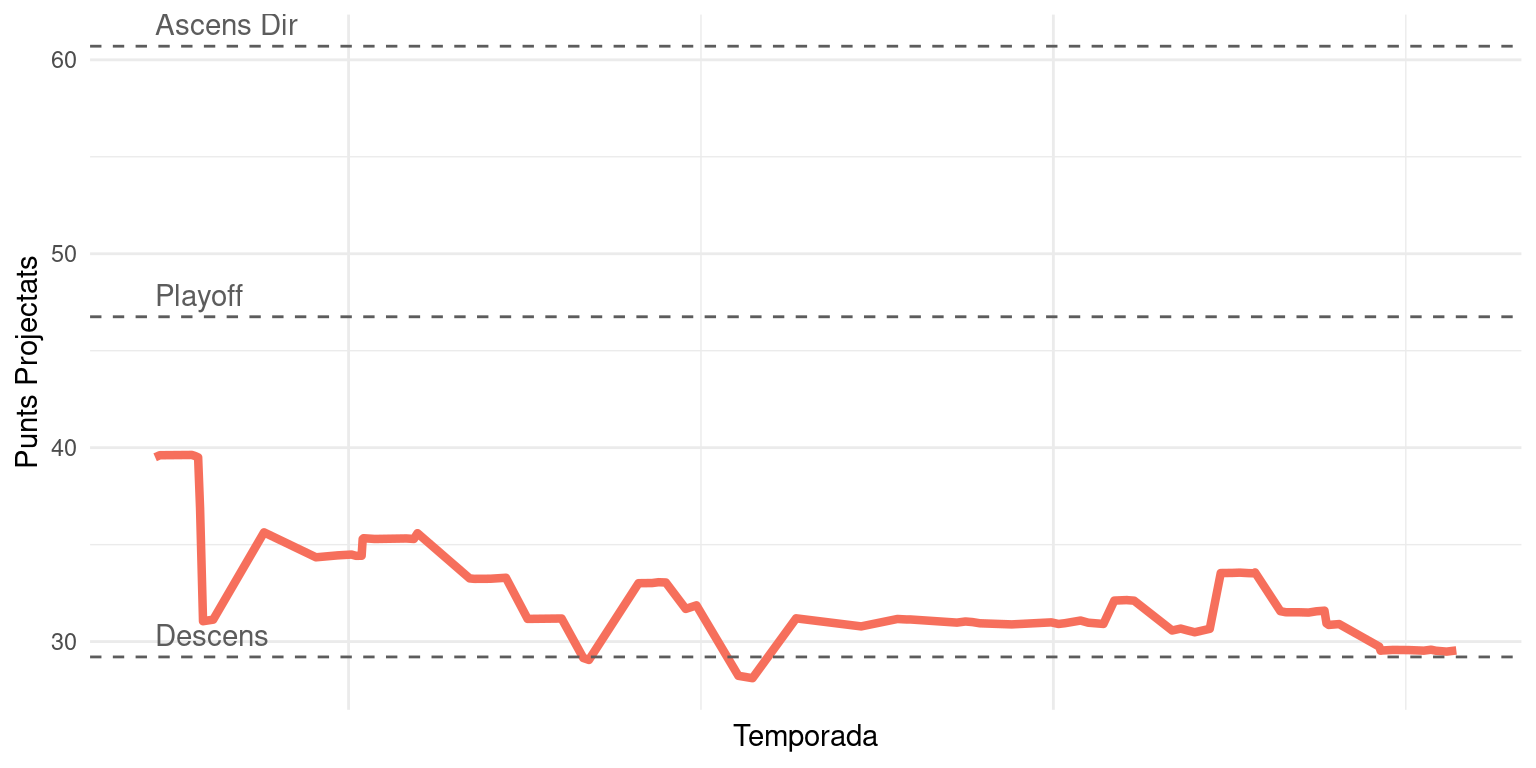 Ascens Dir
60
50
Playoff
40
Descens
30
Punts Projectats
Temporada